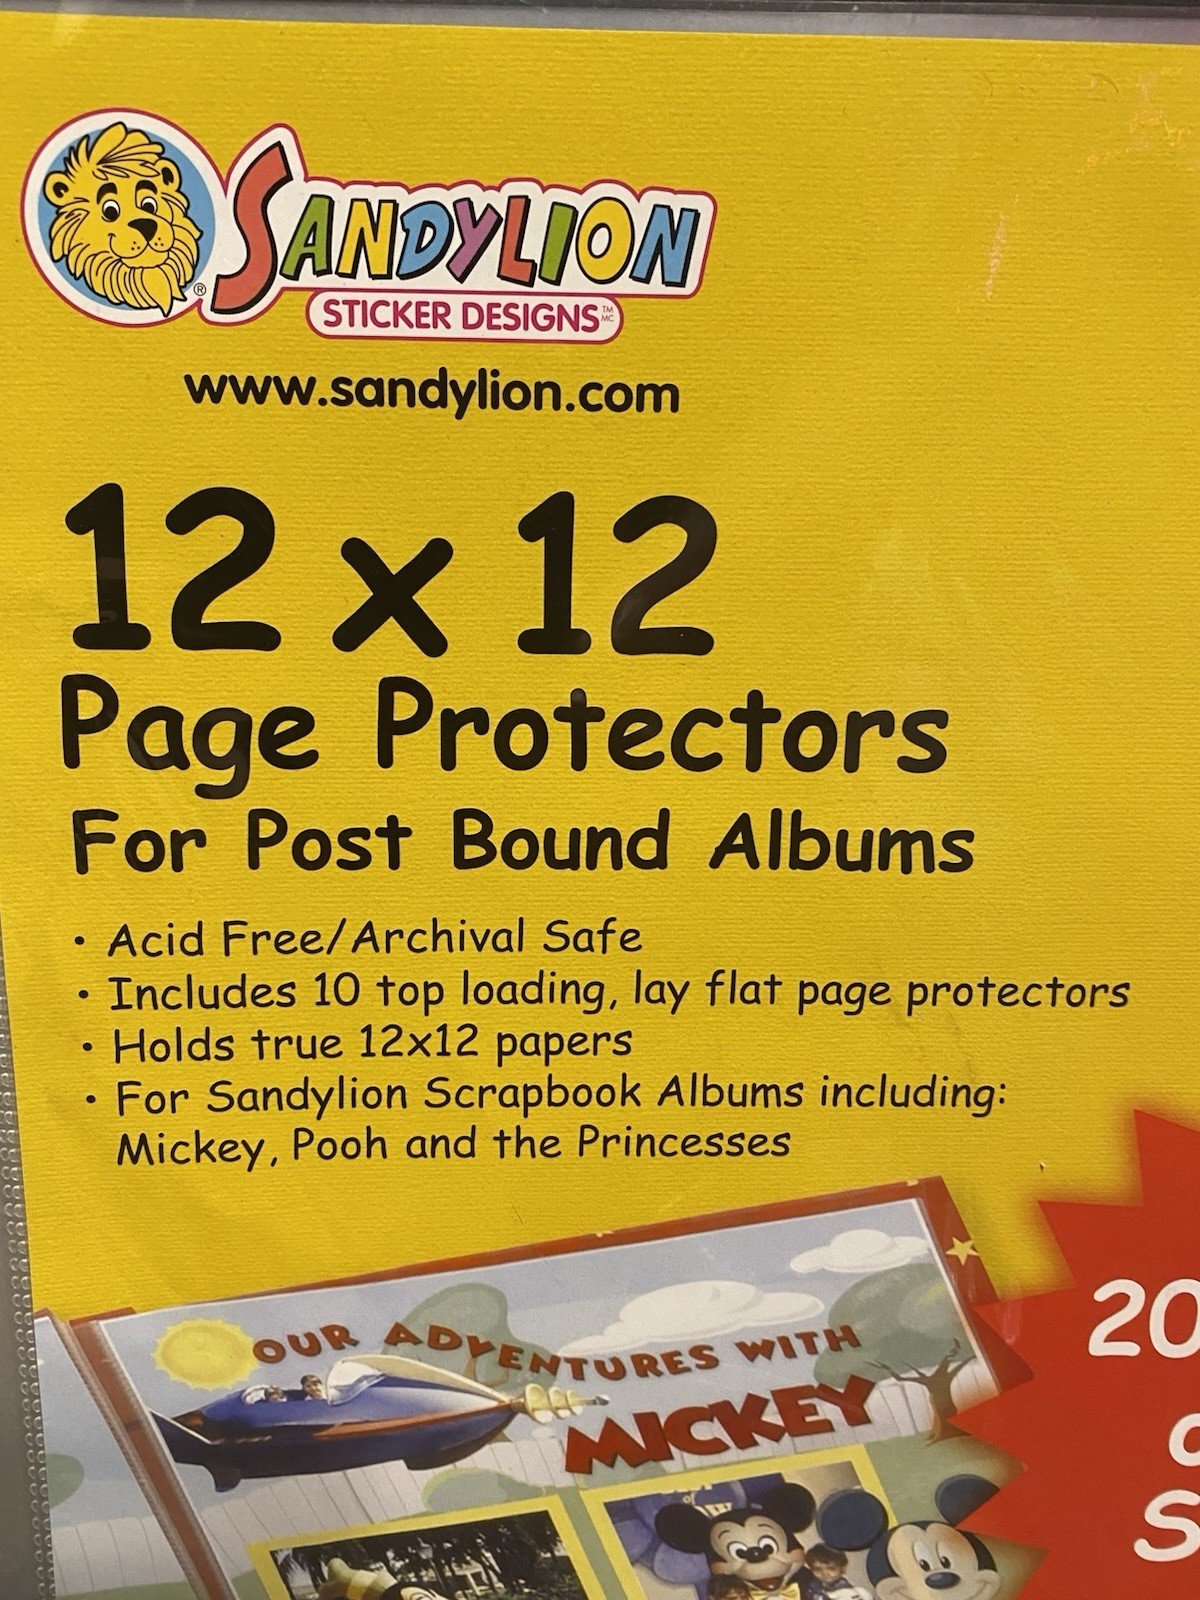 SANDYLION
®
STICKER DESIGNS™
MC
www.sandylion.com
12 x 12
Page Protectors
For Post Bound Albums
• Acid Free/Archival Safe
• Includes 10 top loading, lay flat page protectors
• Holds true 12x12 papers
• For Sandylion Scrapbook Albums including:
Mickey, Pooh and the Princesses
OUR ADVENTURES WITH
MICKEY
20